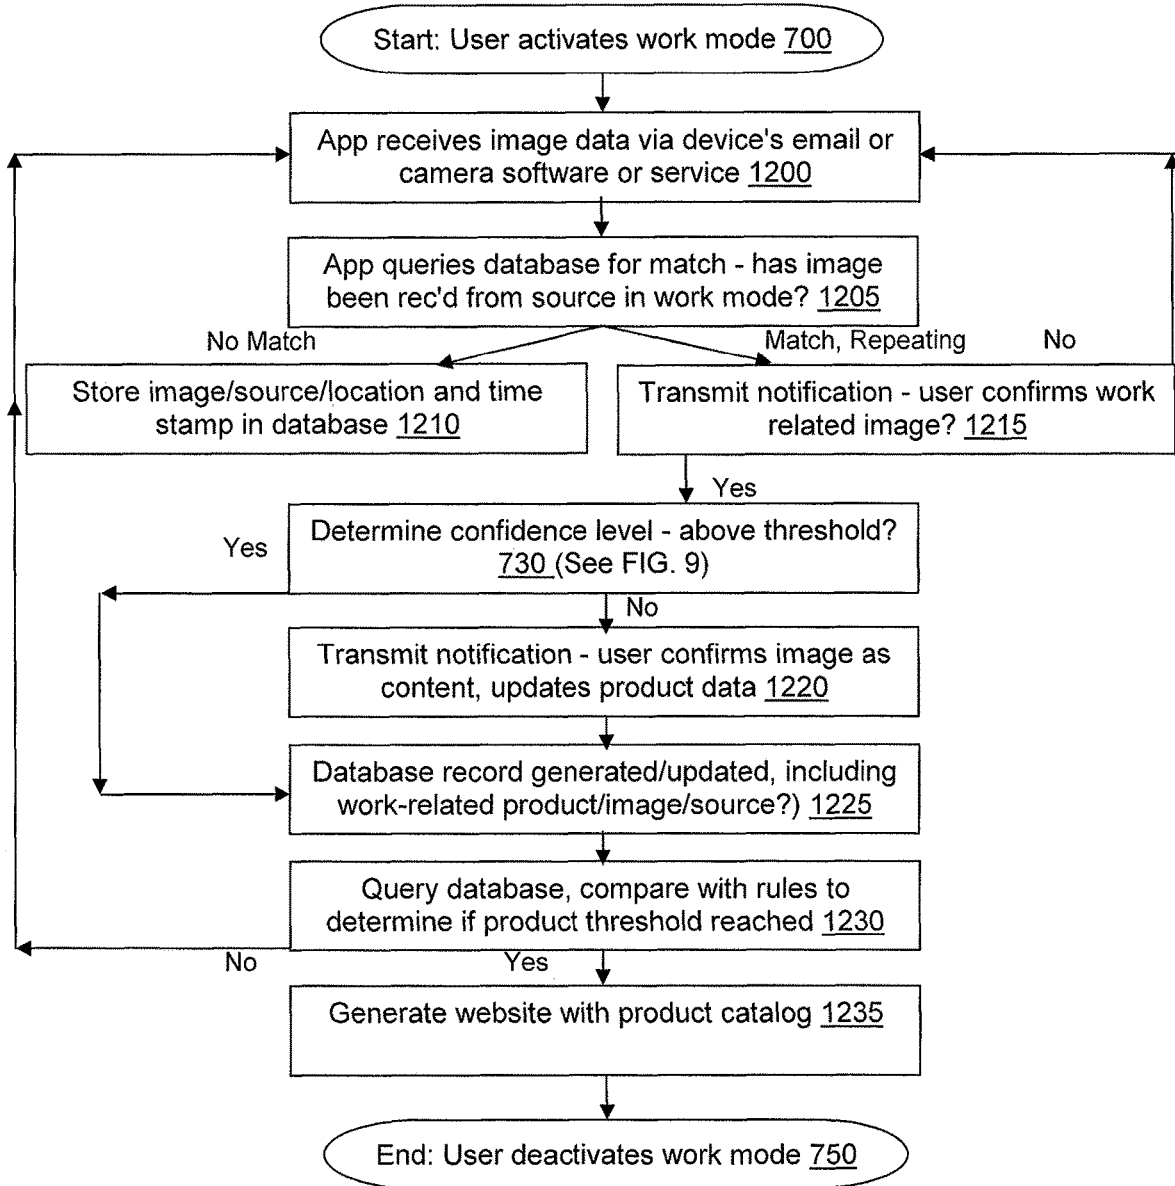 Start: User activates work mode 700
App receives image data via device's email or
camera software or service 1200
App queries database for match - has image
been rec'd from source in work mode? 1205
No Match
Match, Repeating
No
Store image/source/location and time
stamp in database 1210
Transmit notification - user confirms work
related image? 1215
Yes
Determine confidence level - above threshold?
730 (See FIG. 9)
Yes
No
Transmit notification - user confirms image as
content, updates product data 1220
Database record generated/updated, including
work-related product/image/source?) 1225
Query database, compare with rules to
determine if product threshold reached 1230
No
Yes
Generate website with product catalog 1235
End: User deactivates work mode 750